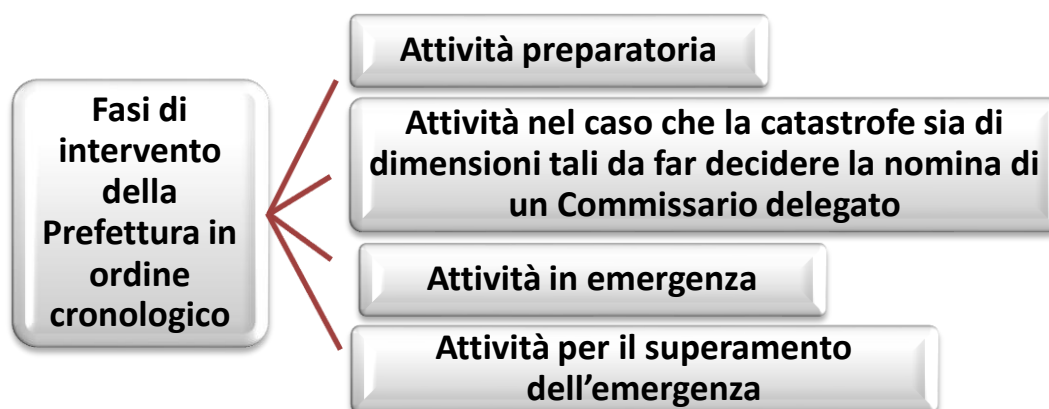 Fasi di
intervento
della
Prefettura in
ordine
cronologico
Attività preparatoria
Attività nel caso che la catastrofe sia di
dimensioni tali da far decidere la nomina di
un Commissario delegato
Attività in emergenza
Attività per il superamento
dell’emergenza